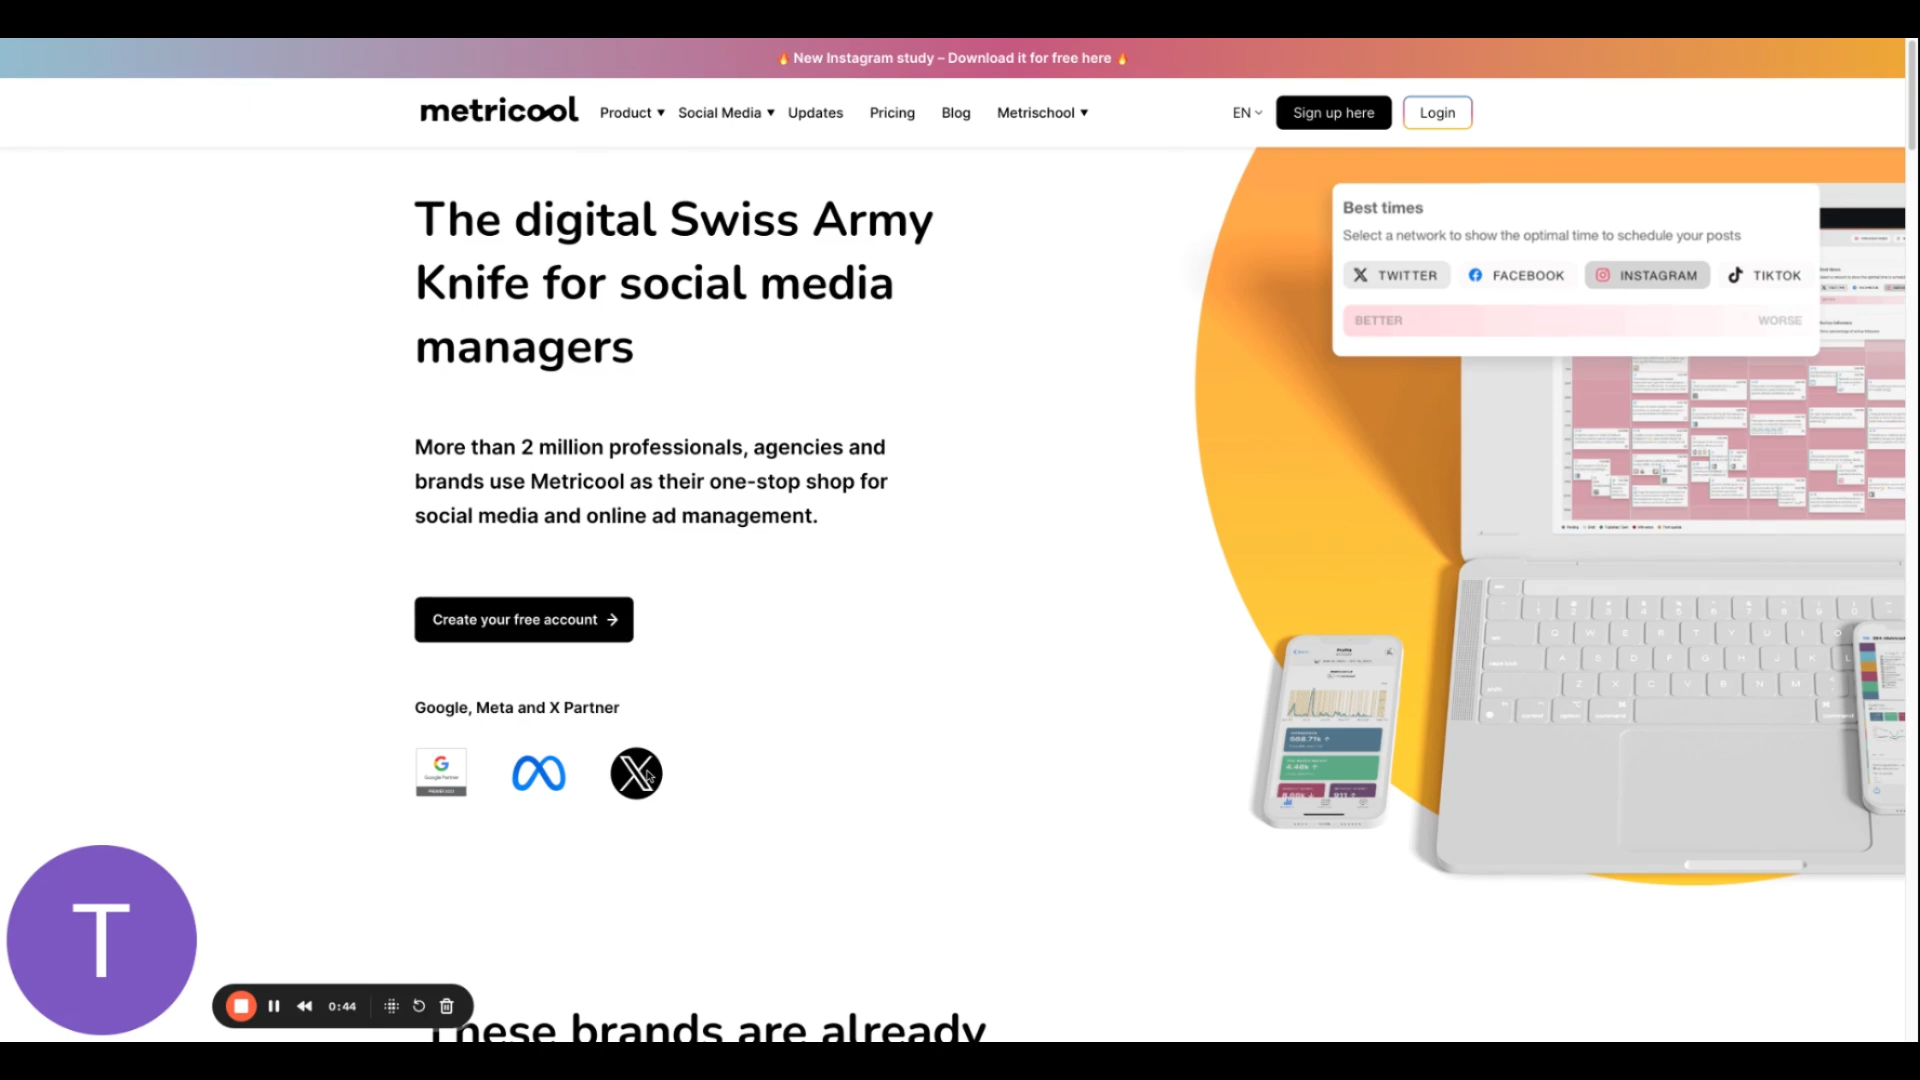 🔥 New Instagram study – Download it for free here 🔥
metricool
Product ▾ Social Media ▾ Updates Pricing Blog Metrischool ▾
EN Sign up here Login
The digital Swiss Army
Knife for social media
managers
More than 2 million professionals, agencies and
brands use Metricool as their one-stop shop for
social media and online ad management.
Create your free account →
Google, Meta and X Partner
Google Partner
Best times
Select a network to show the optimal time to schedule your posts
TWITTER FACEBOOK INSTAGRAM TIKTOK
BETTER WORSE
T
0:44
These brands are already